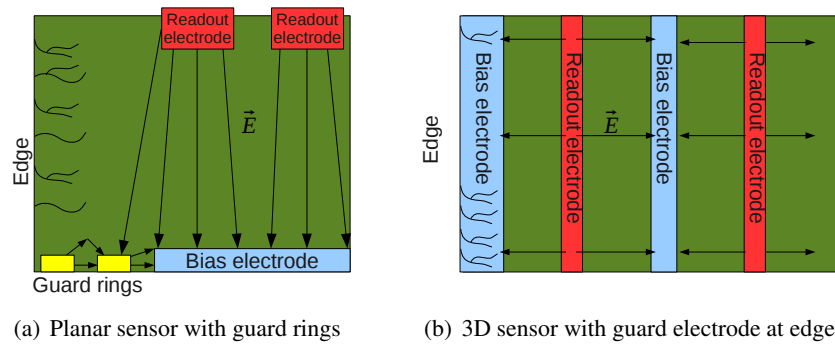 Readout
electrode
Readout
electrode
E
Edge
Bias electrode
Guard rings
(a) Planar sensor with guard rings
Edge
Bias electrode
Readout electrode
E
Bias electrode
Readout electrode
(b) 3D sensor with guard electrode at edge